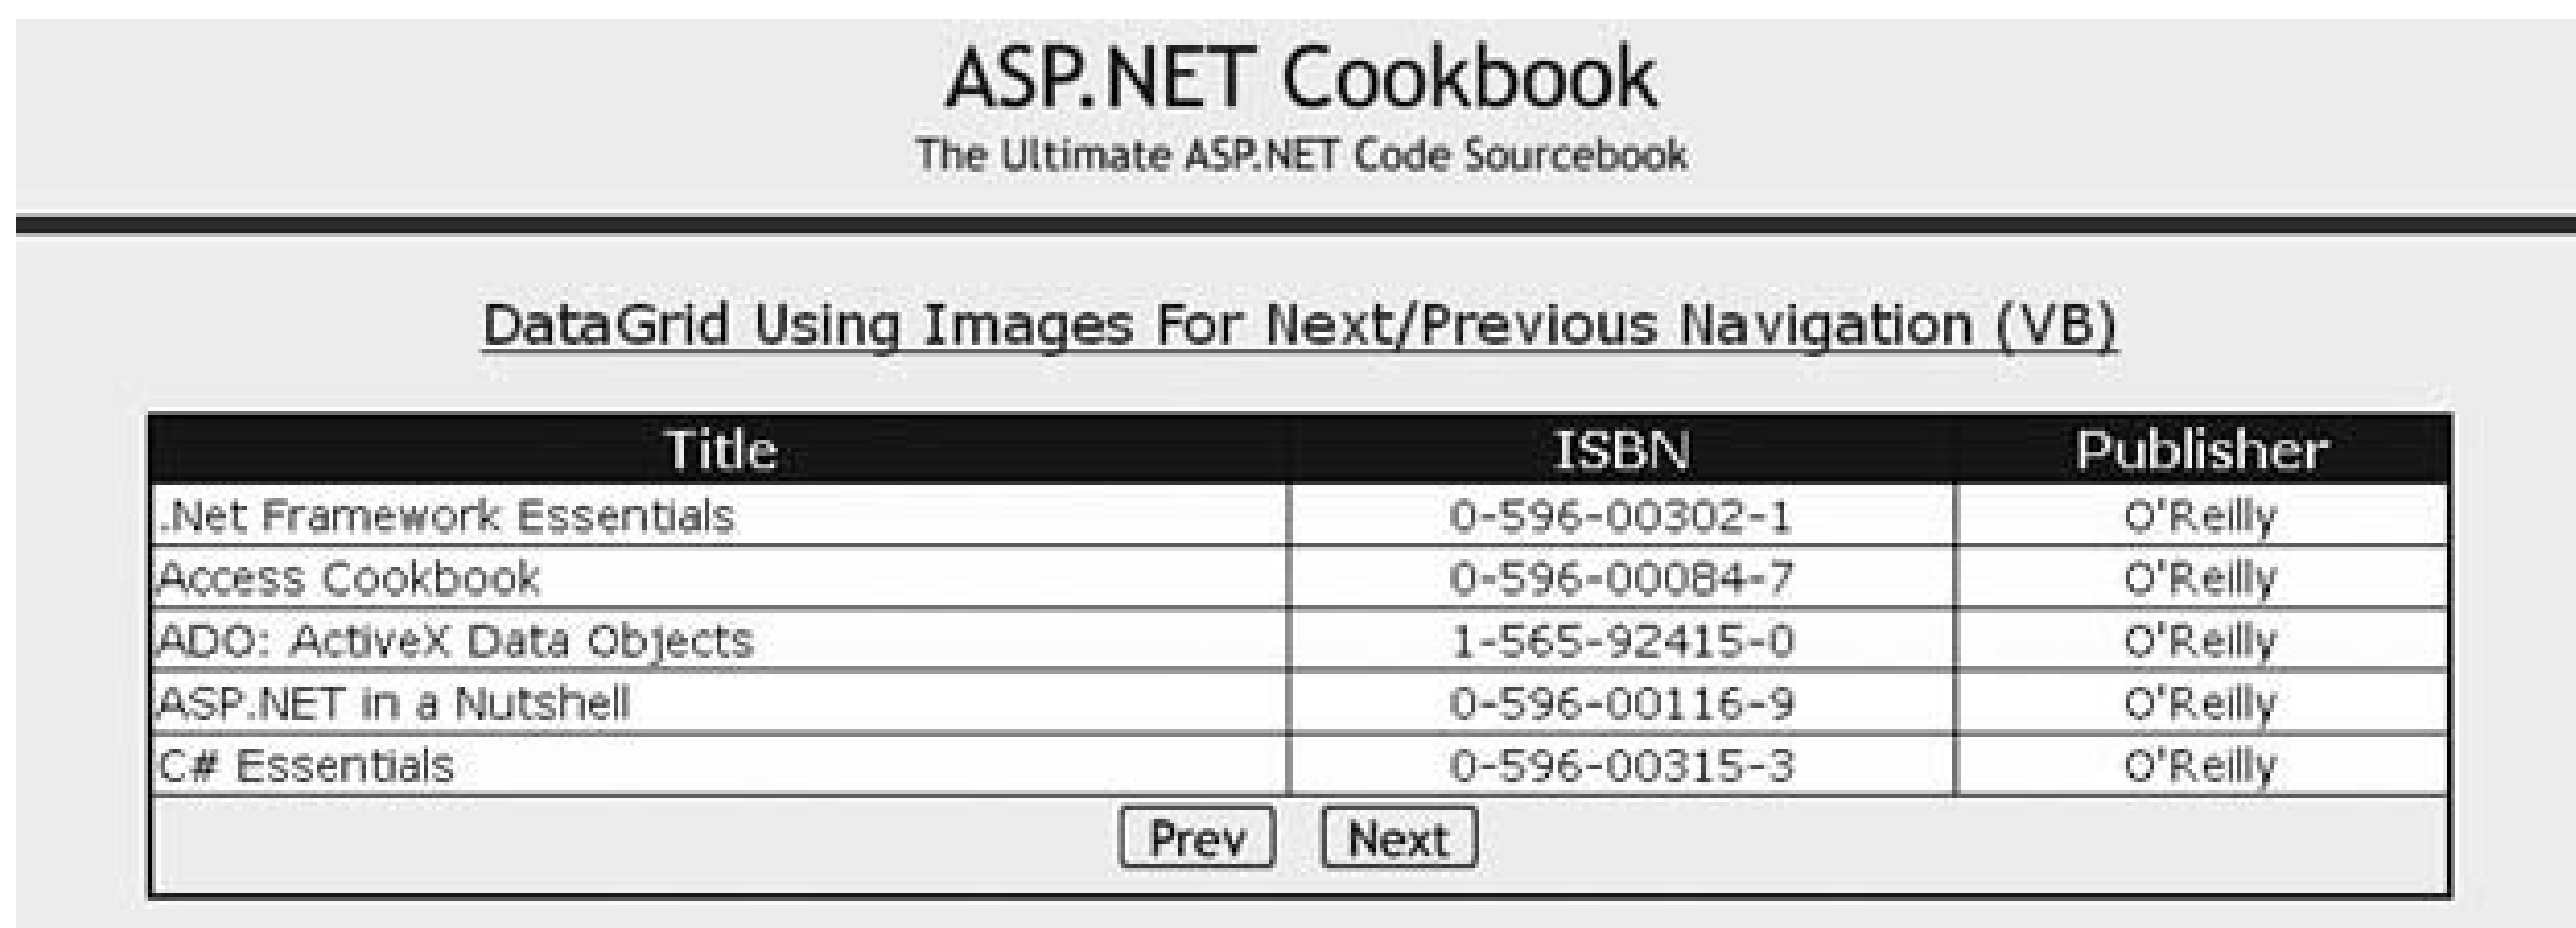 ASP.NET Cookbook
The Ultimate ASP.NET Code Sourcebook
DataGrid Using Images For Next/Previous Navigation (VB)
Title ISBN Publisher
.Net Framework Essentials 0-596-00302-1 O'Reilly
Access Cookbook 0-596-00084-7 O'Reilly
ADO: ActiveX Data Objects 1-565-92415-0 O'Reilly
ASP.NET in a Nutshell 0-596-00116-9 O'Reilly
C# Essentials 0-596-00315-3 O'Reilly
Prev Next